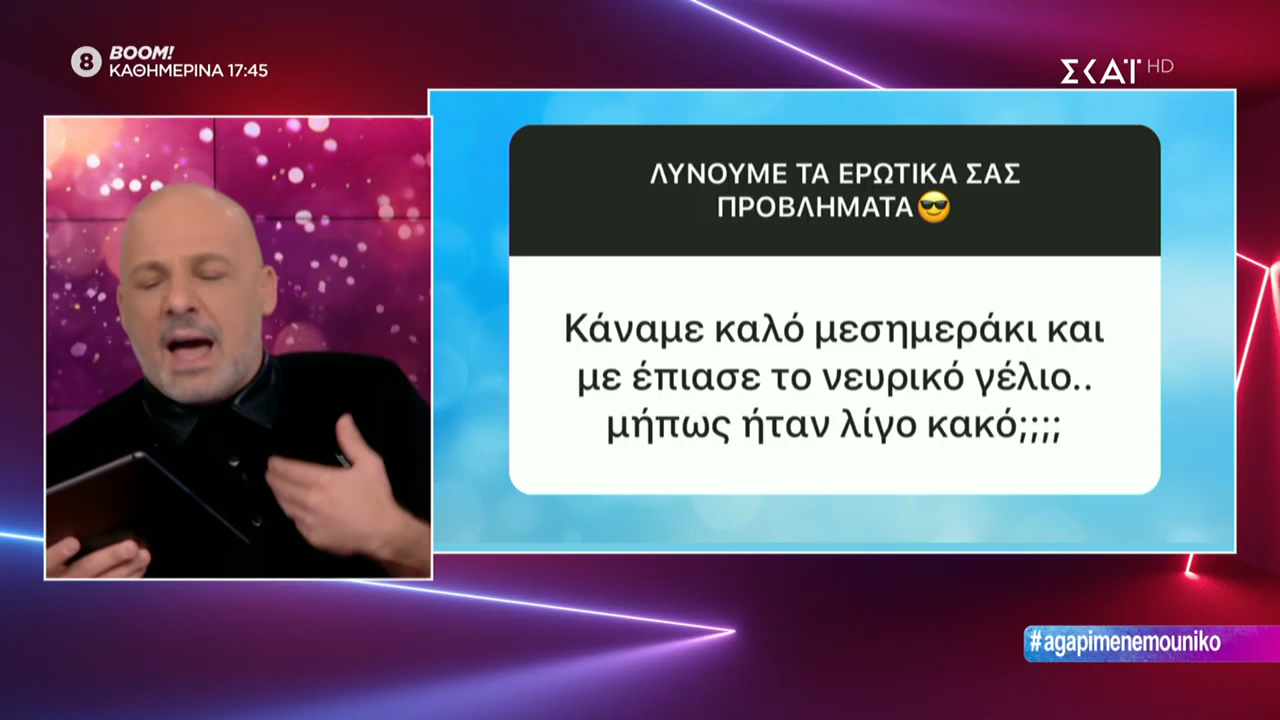 8 BOOM!
ΚΑΘΗΜΕΡΙΝΑ 17:45
ΣΚΑΪ HD
ΛΥΝΟΥΜΕ ΤΑ ΕΡΩΤΙΚΑ ΣΑΣ
ΠΡΟΒΛΗΜΑΤΑ😎
Κάναμε καλό μεσημεράκι και
με έπιασε το νευρικό γέλιο..
μήπως ήταν λίγο κακό;;;;
#agapimenemouniko